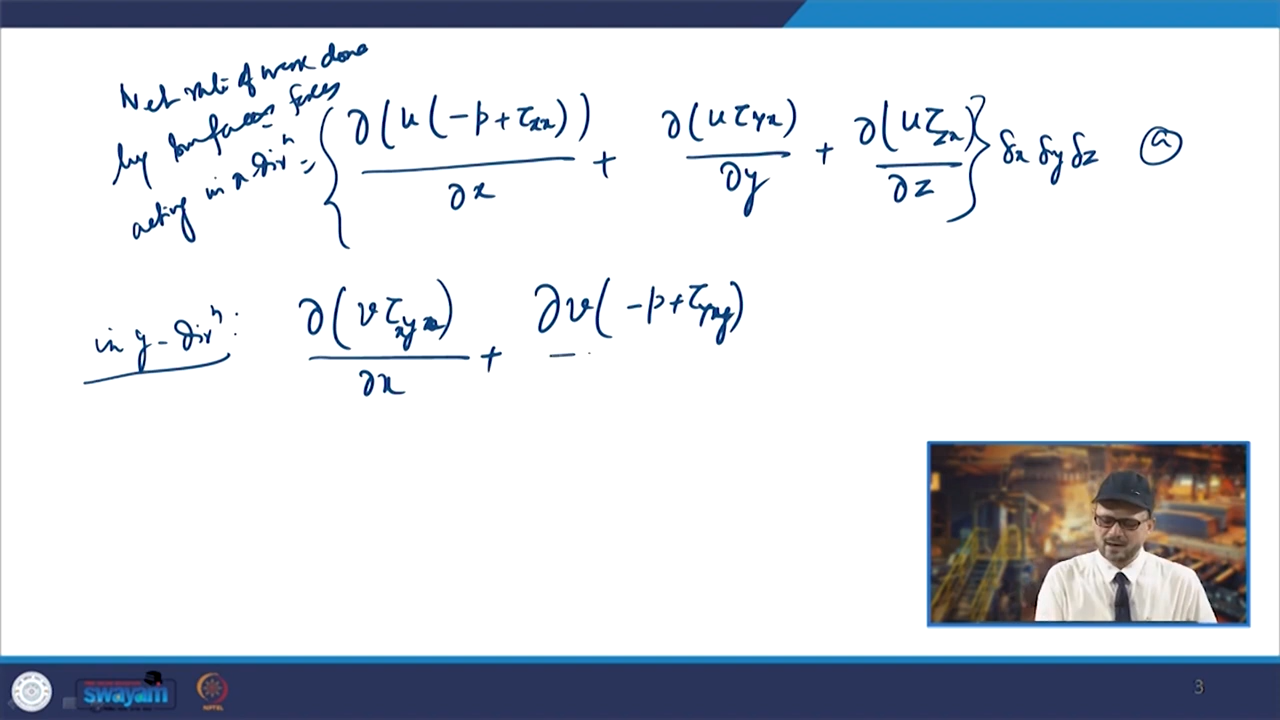 Net rate of work done
by surfaces forces
acting in x dirⁿ = { ∂(u(-p+τxx))/∂x + ∂(uτyx)/∂y + ∂(uτzx)/∂z } δx δy δz ⓐ
in y-dirⁿ: ∂(vτxy)/∂x + ∂v(-p+τyy)
swayam
3